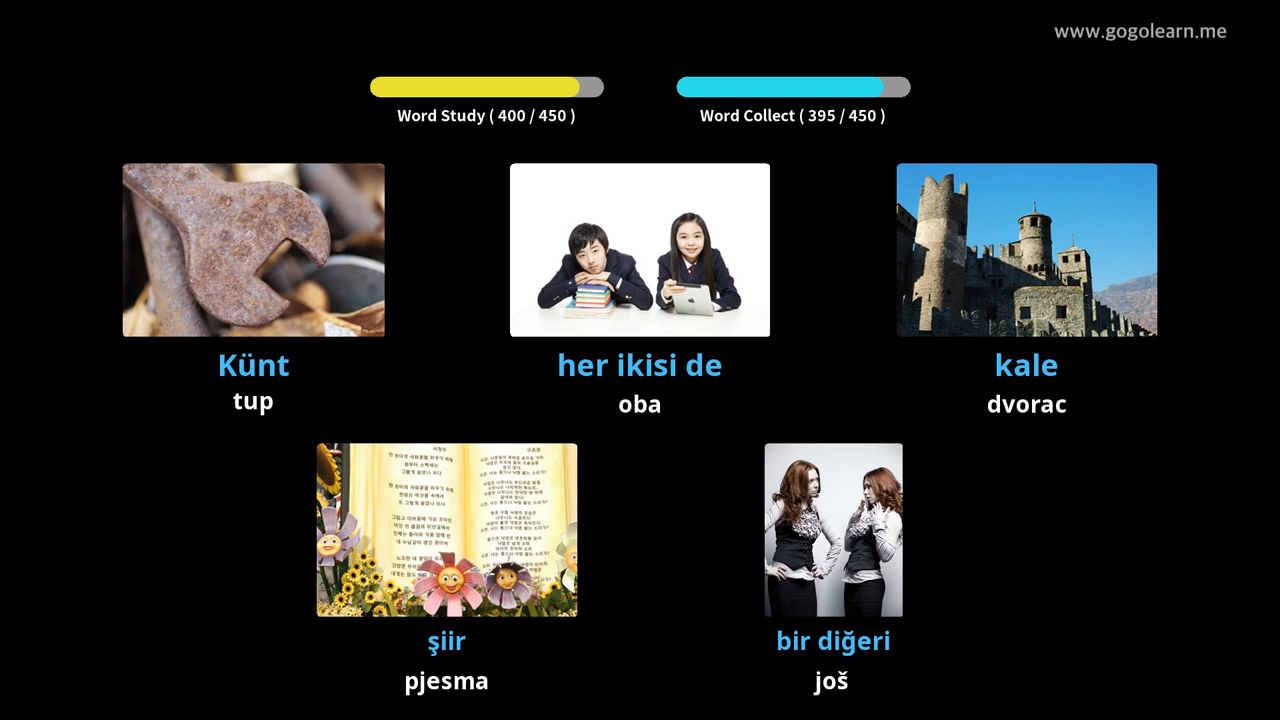 www.gogolearn.me
Word Study ( 400 / 450 )
Word Collect ( 395 / 450 )
Künt
her ikisi de
kale
tup
oba
dvorac
şiir
bir diğeri
pjesma
još